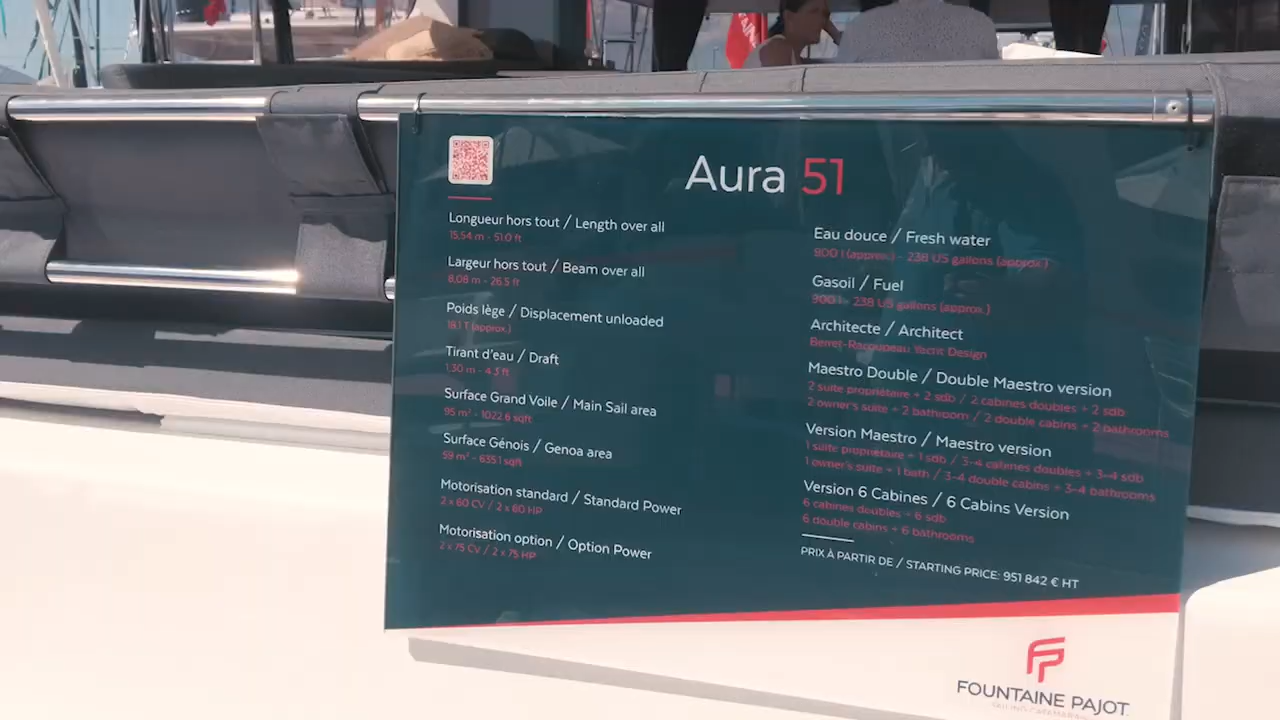 Aura 51
Longueur hors tout / Length over all
15,54 m - 51.0 ft
Largeur hors tout / Beam over all
8,08 m - 26.5 ft
Poids lège / Displacement unloaded
18,1 T (approx.)
Tirant d'eau / Draft
1,30 m - 4.3 ft
Surface Grand Voile / Main Sail area
95 m² - 1022.6 sqft
Surface Génois / Genoa area
59 m² - 635.1 sqft
Motorisation standard / Standard Power
2 x 60 CV / 2 x 60 HP
Motorisation option / Option Power
2 x 75 CV / 2 x 75 HP
Eau douce / Fresh water
900 l (approx.) - 238 US gallons (approx.)
Gasoil / Fuel
900 l - 238 US gallons (approx.)
Architecte / Architect
Berret-Racoupeau Yacht Design
Maestro Double / Double Maestro version
2 suite propriétaire + 2 sdb / 2 cabines doubles + 2 sdb
2 owner's suite + 2 bathroom / 2 double cabins + 2 bathrooms
Version Maestro / Maestro version
1 suite propriétaire + 1 sdb / 3-4 cabines doubles + 3-4 sdb
1 owner's suite + 1 bath / 3-4 double cabins + 3-4 bathrooms
Version 6 Cabines / 6 Cabins Version
6 cabines doubles + 6 sdb
6 double cabins + 6 bathrooms
PRIX À PARTIR DE / STARTING PRICE: 951 842 € HT
FOUNTAINE PAJOT
SAILING CATAMARANS